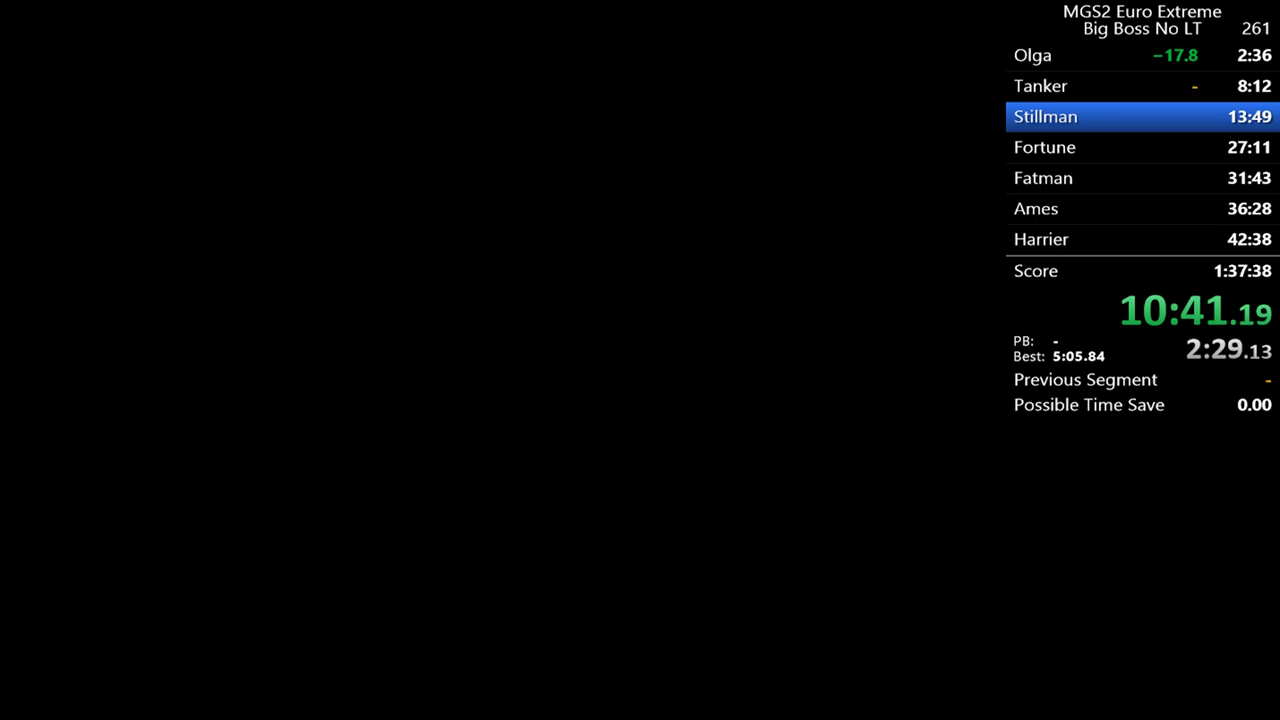 MGS2 Euro Extreme
Big Boss No LT 261
Olga −17.8 2:36
Tanker - 8:12
Stillman 13:49
Fortune 27:11
Fatman 31:43
Ames 36:28
Harrier 42:38
Score 1:37:38
10:41.19
PB: -
Best: 5:05.84 2:29.13
Previous Segment -
Possible Time Save 0.00